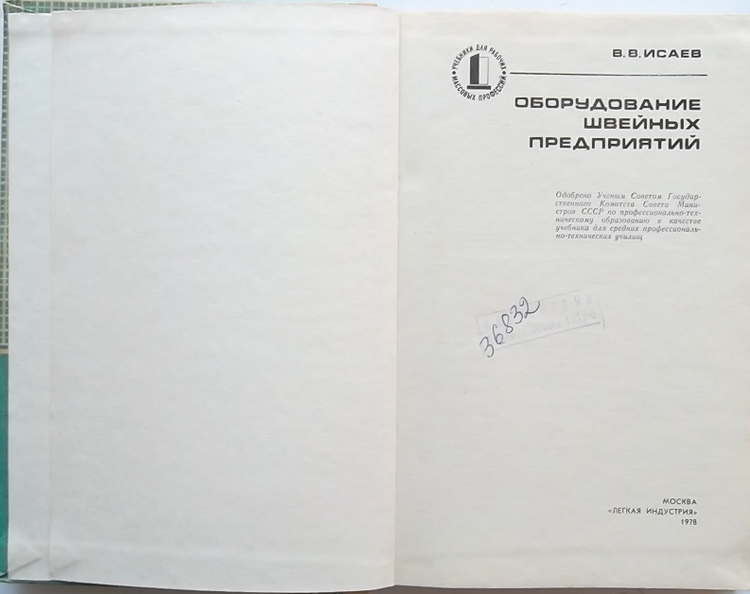 УЧЕБНИКИ ДЛЯ РАБОЧИХ
МАССОВЫХ ПРОФЕССИЙ
В. В. ИСАЕВ
ОБОРУДОВАНИЕ
ШВЕЙНЫХ
ПРЕДПРИЯТИЙ
Одобрено Ученым Советом Государ-
ственного Комитета Совета Мини-
стров СССР по профессионально-тех-
ническому образованию в качестве
учебника для средних профессиональ-
но-технических училищ
36832
МОСКВА
«ЛЕГКАЯ ИНДУСТРИЯ»
1978